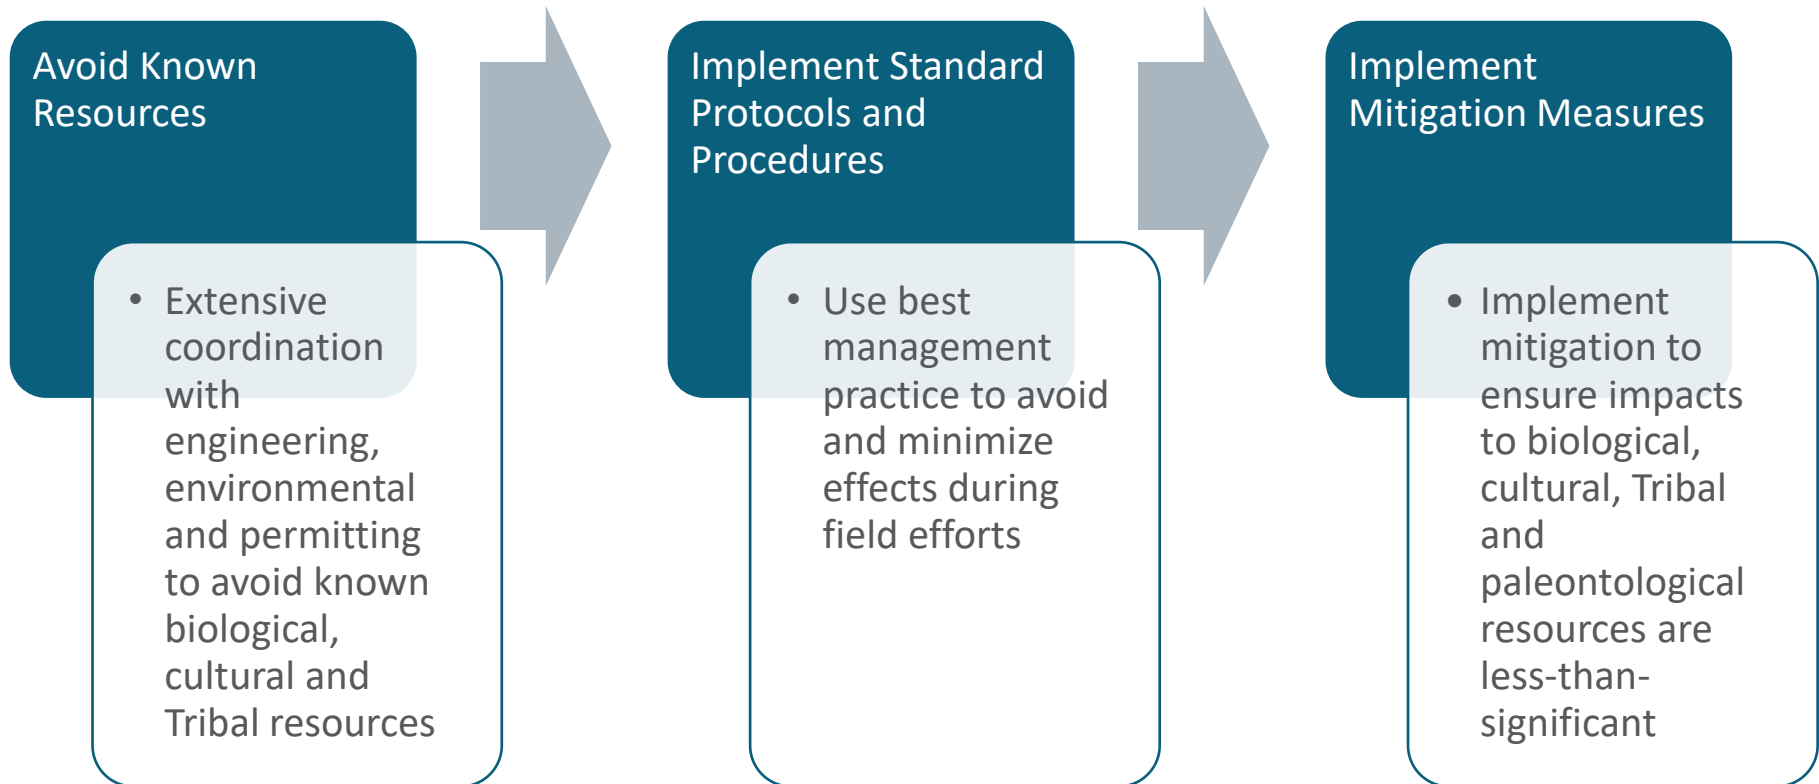 Avoid Known
Resources
• Extensive
coordination
with
engineering,
environmental
and permitting
to avoid known
biological,
cultural and
Tribal resources
Implement Standard
Protocols and
Procedures
• Use best
management
practice to avoid
and minimize
effects during
field efforts
Implement
Mitigation Measures
• Implement
mitigation to
ensure impacts
to biological,
cultural, Tribal
and
paleontological
resources are
less-than-
significant